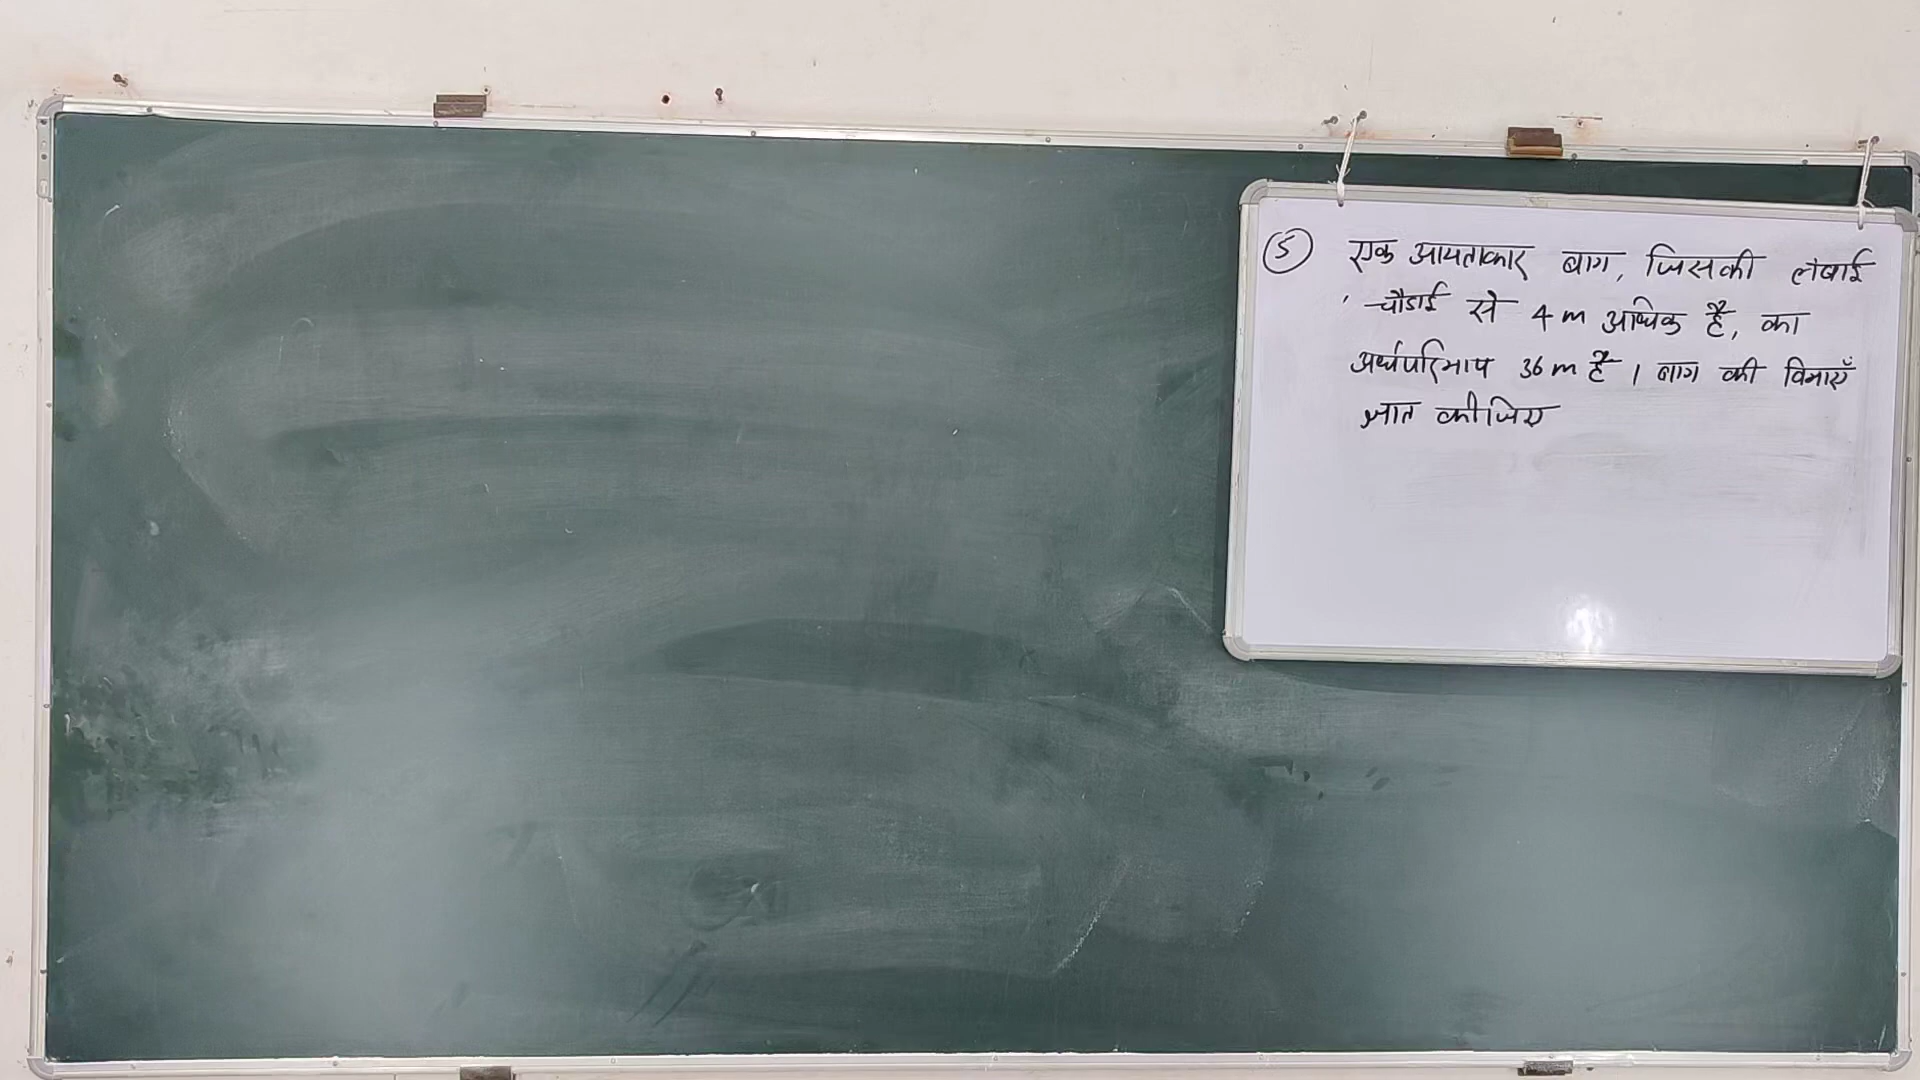 ⑤ एक आयताकार बाग, जिसकी लंबाई
चौडाई से 4 m अधिक है, का
अर्धपरिमाप 36 m है । बाग की विमाएँ
ज्ञात कीजिए